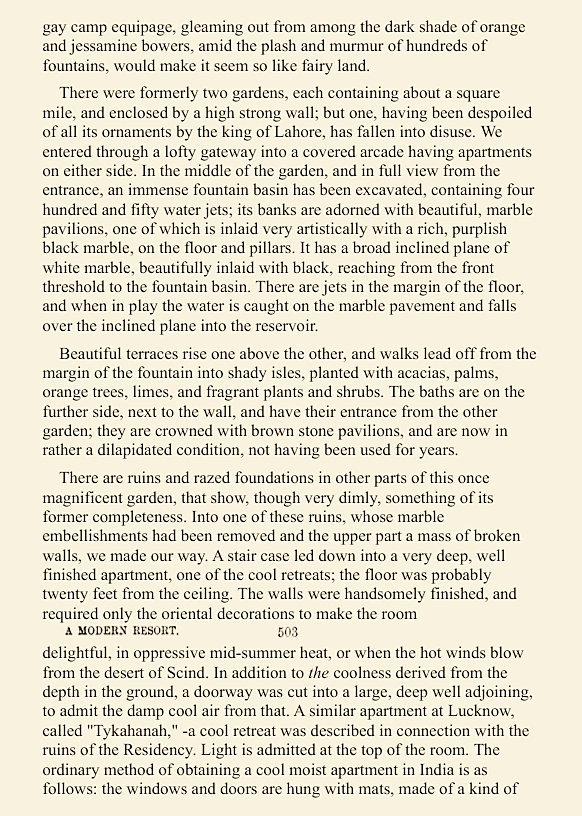 gay camp equipage, gleaming out from among the dark shade of orange
and jessamine bowers, amid the plash and murmur of hundreds of
fountains, would make it seem so like fairy land.
There were formerly two gardens, each containing about a square
mile, and enclosed by a high strong wall; but one, having been despoiled
of all its ornaments by the king of Lahore, has fallen into disuse. We
entered through a lofty gateway into a covered arcade having apartments
on either side. In the middle of the garden, and in full view from the
entrance, an immense fountain basin has been excavated, containing four
hundred and fifty water jets; its banks are adorned with beautiful, marble
pavilions, one of which is inlaid very artistically with a rich, purplish
black marble, on the floor and pillars. It has a broad inclined plane of
white marble, beautifully inlaid with black, reaching from the front
threshold to the fountain basin. There are jets in the margin of the floor,
and when in play the water is caught on the marble pavement and falls
over the inclined plane into the reservoir.
Beautiful terraces rise one above the other, and walks lead off from the
margin of the fountain into shady isles, planted with acacias, palms,
orange trees, limes, and fragrant plants and shrubs. The baths are on the
further side, next to the wall, and have their entrance from the other
garden; they are crowned with brown stone pavilions, and are now in
rather a dilapidated condition, not having been used for years.
There are ruins and razed foundations in other parts of this once
magnificent garden, that show, though very dimly, something of its
former completeness. Into one of these ruins, whose marble
embellishments had been removed and the upper part a mass of broken
walls, we made our way. A stair case led down into a very deep, well
finished apartment, one of the cool retreats; the floor was probably
twenty feet from the ceiling. The walls were handsomely finished, and
required only the oriental decorations to make the room
A MODERN RESORT. 503
delightful, in oppressive mid-summer heat, or when the hot winds blow
from the desert of Scind. In addition to the coolness derived from the
depth in the ground, a doorway was cut into a large, deep well adjoining,
to admit the damp cool air from that. A similar apartment at Lucknow,
called "Tykahanah," -a cool retreat was described in connection with the
ruins of the Residency. Light is admitted at the top of the room. The
ordinary method of obtaining a cool moist apartment in India is as
follows: the windows and doors are hung with mats, made of a kind of